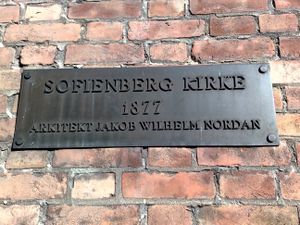 SOFIENBERG KIRKE
1877
ARKITEKT JAKOB WILHELM NORDAN